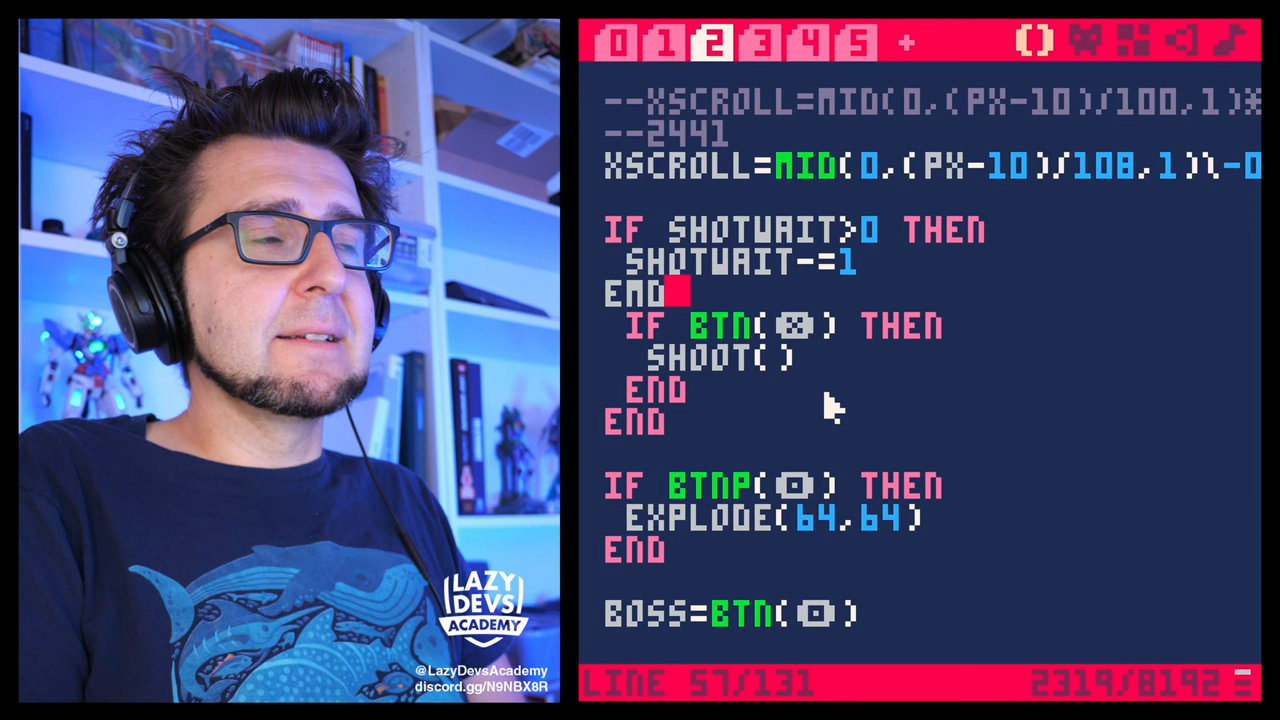 0 1 2 3 4 5 +
--XSCROLL=MID(0,(PX-10)/100,1)*
--2441
XSCROLL=MID(0,(PX-10)/108,1)\-0
IF SHOTWAIT>0 THEN
SHOTWAIT-=1
EMD
IF BTN(❎) THEN
SHOOT()
END
END
IF BTNP(🅾️) THEN
EXPLODE(64,64)
END
BOSS=BTN(🅾️)
LINE 57/131
2319/8192
LAZY
DEVS
ACADEMY
@LazyDevsAcademy
discord.gg/N9NBX8R